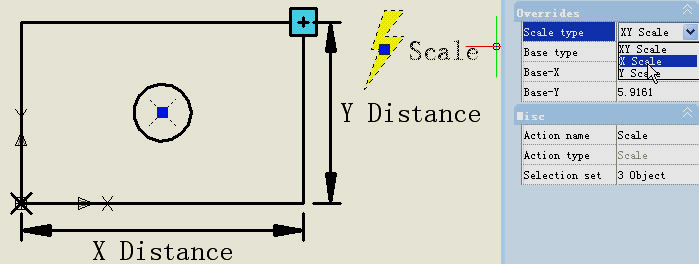 Scale
Y Distance
X Distance
Overrides
Scale type XY Scale
XY Scale
Base type X Scale
Y Scale
Base-X
Base-Y 5.9161
Misc
Action name Scale
Action type Scale
Selection set 3 Object